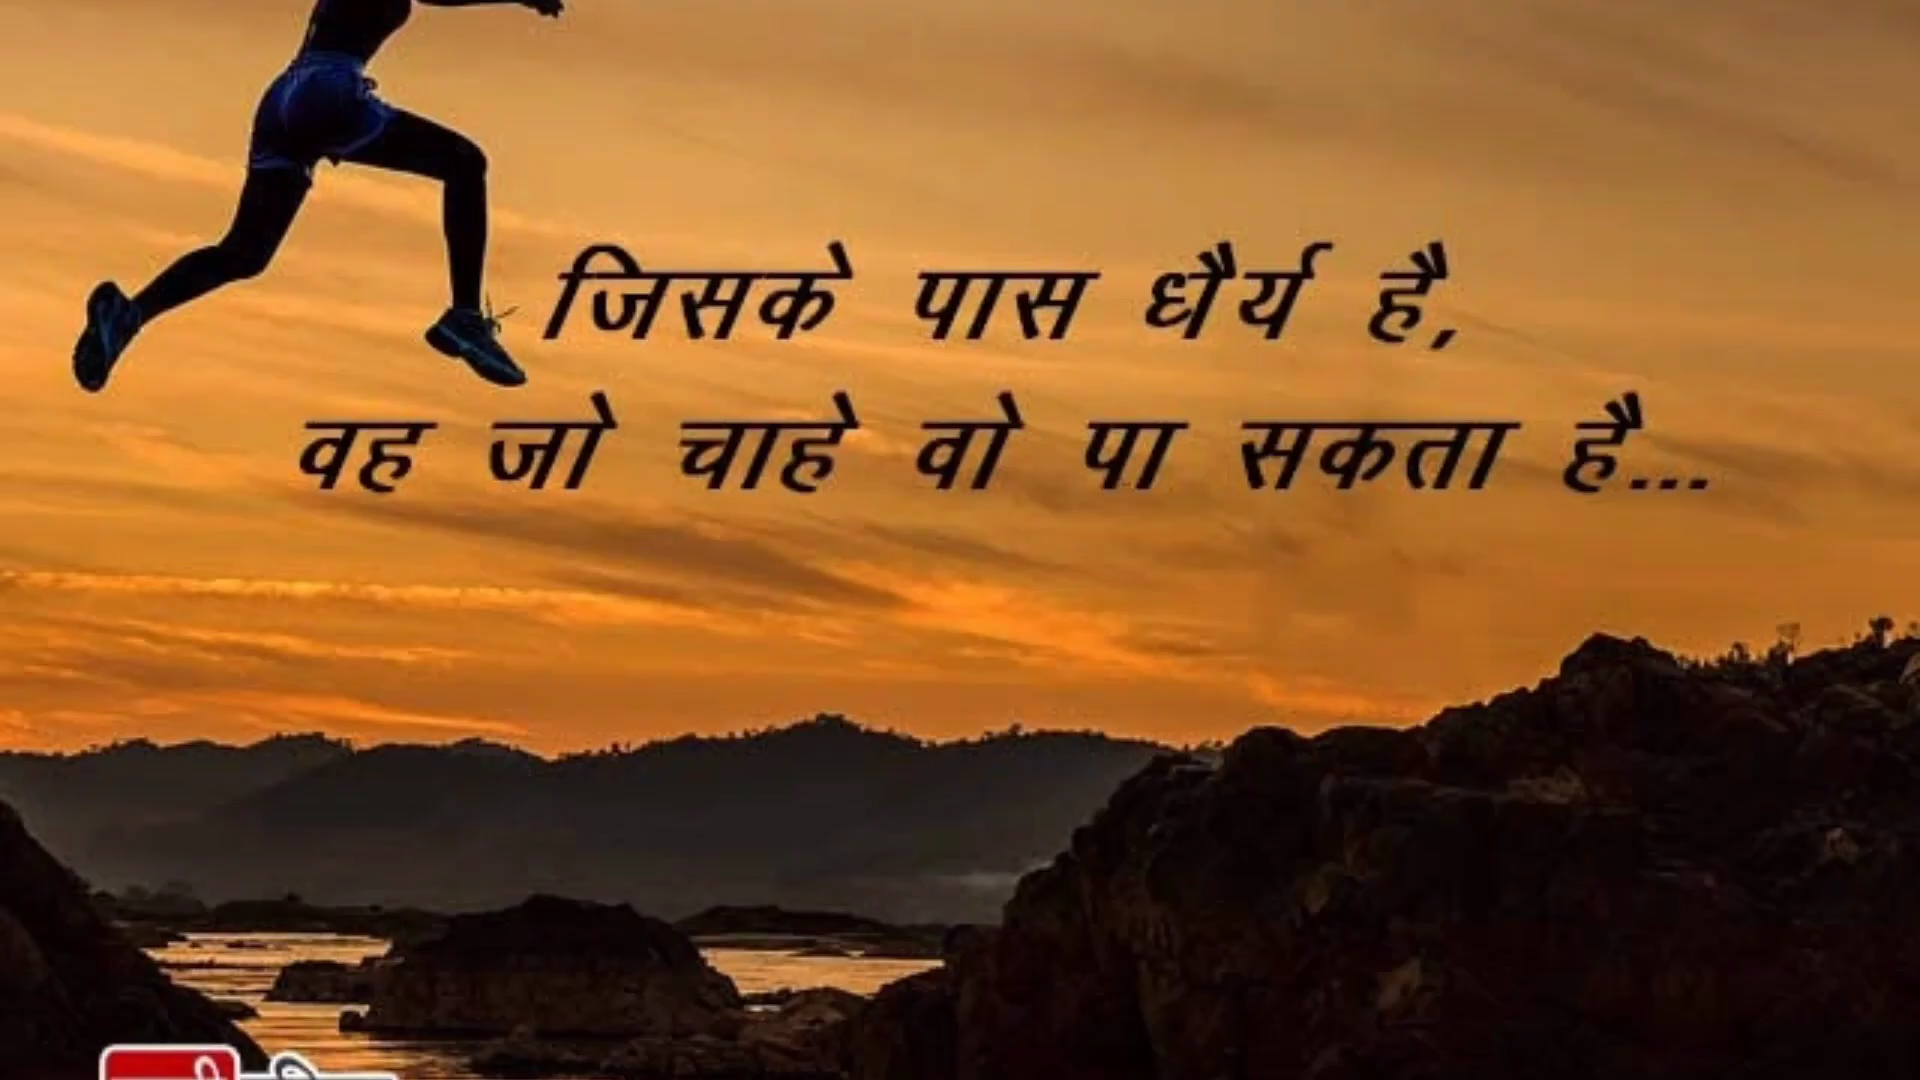 जिसके पास धैर्य है,
वह जो चाहे वो पा सकता है...